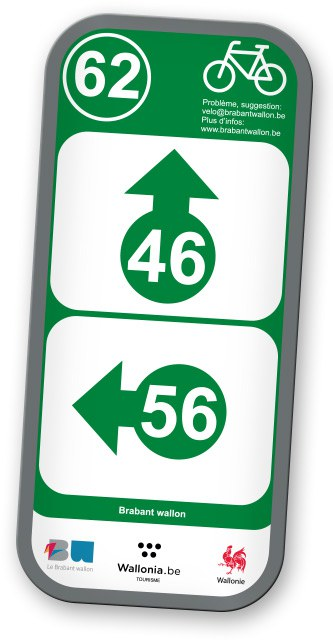 62
Problème, suggestion:
velo@brabantwallon.be
Plus d'infos:
www.brabantwallon.be
46
56
Brabant wallon
BW
Le Brabant wallon
Wallonia.be
TOURISME
Wallonie